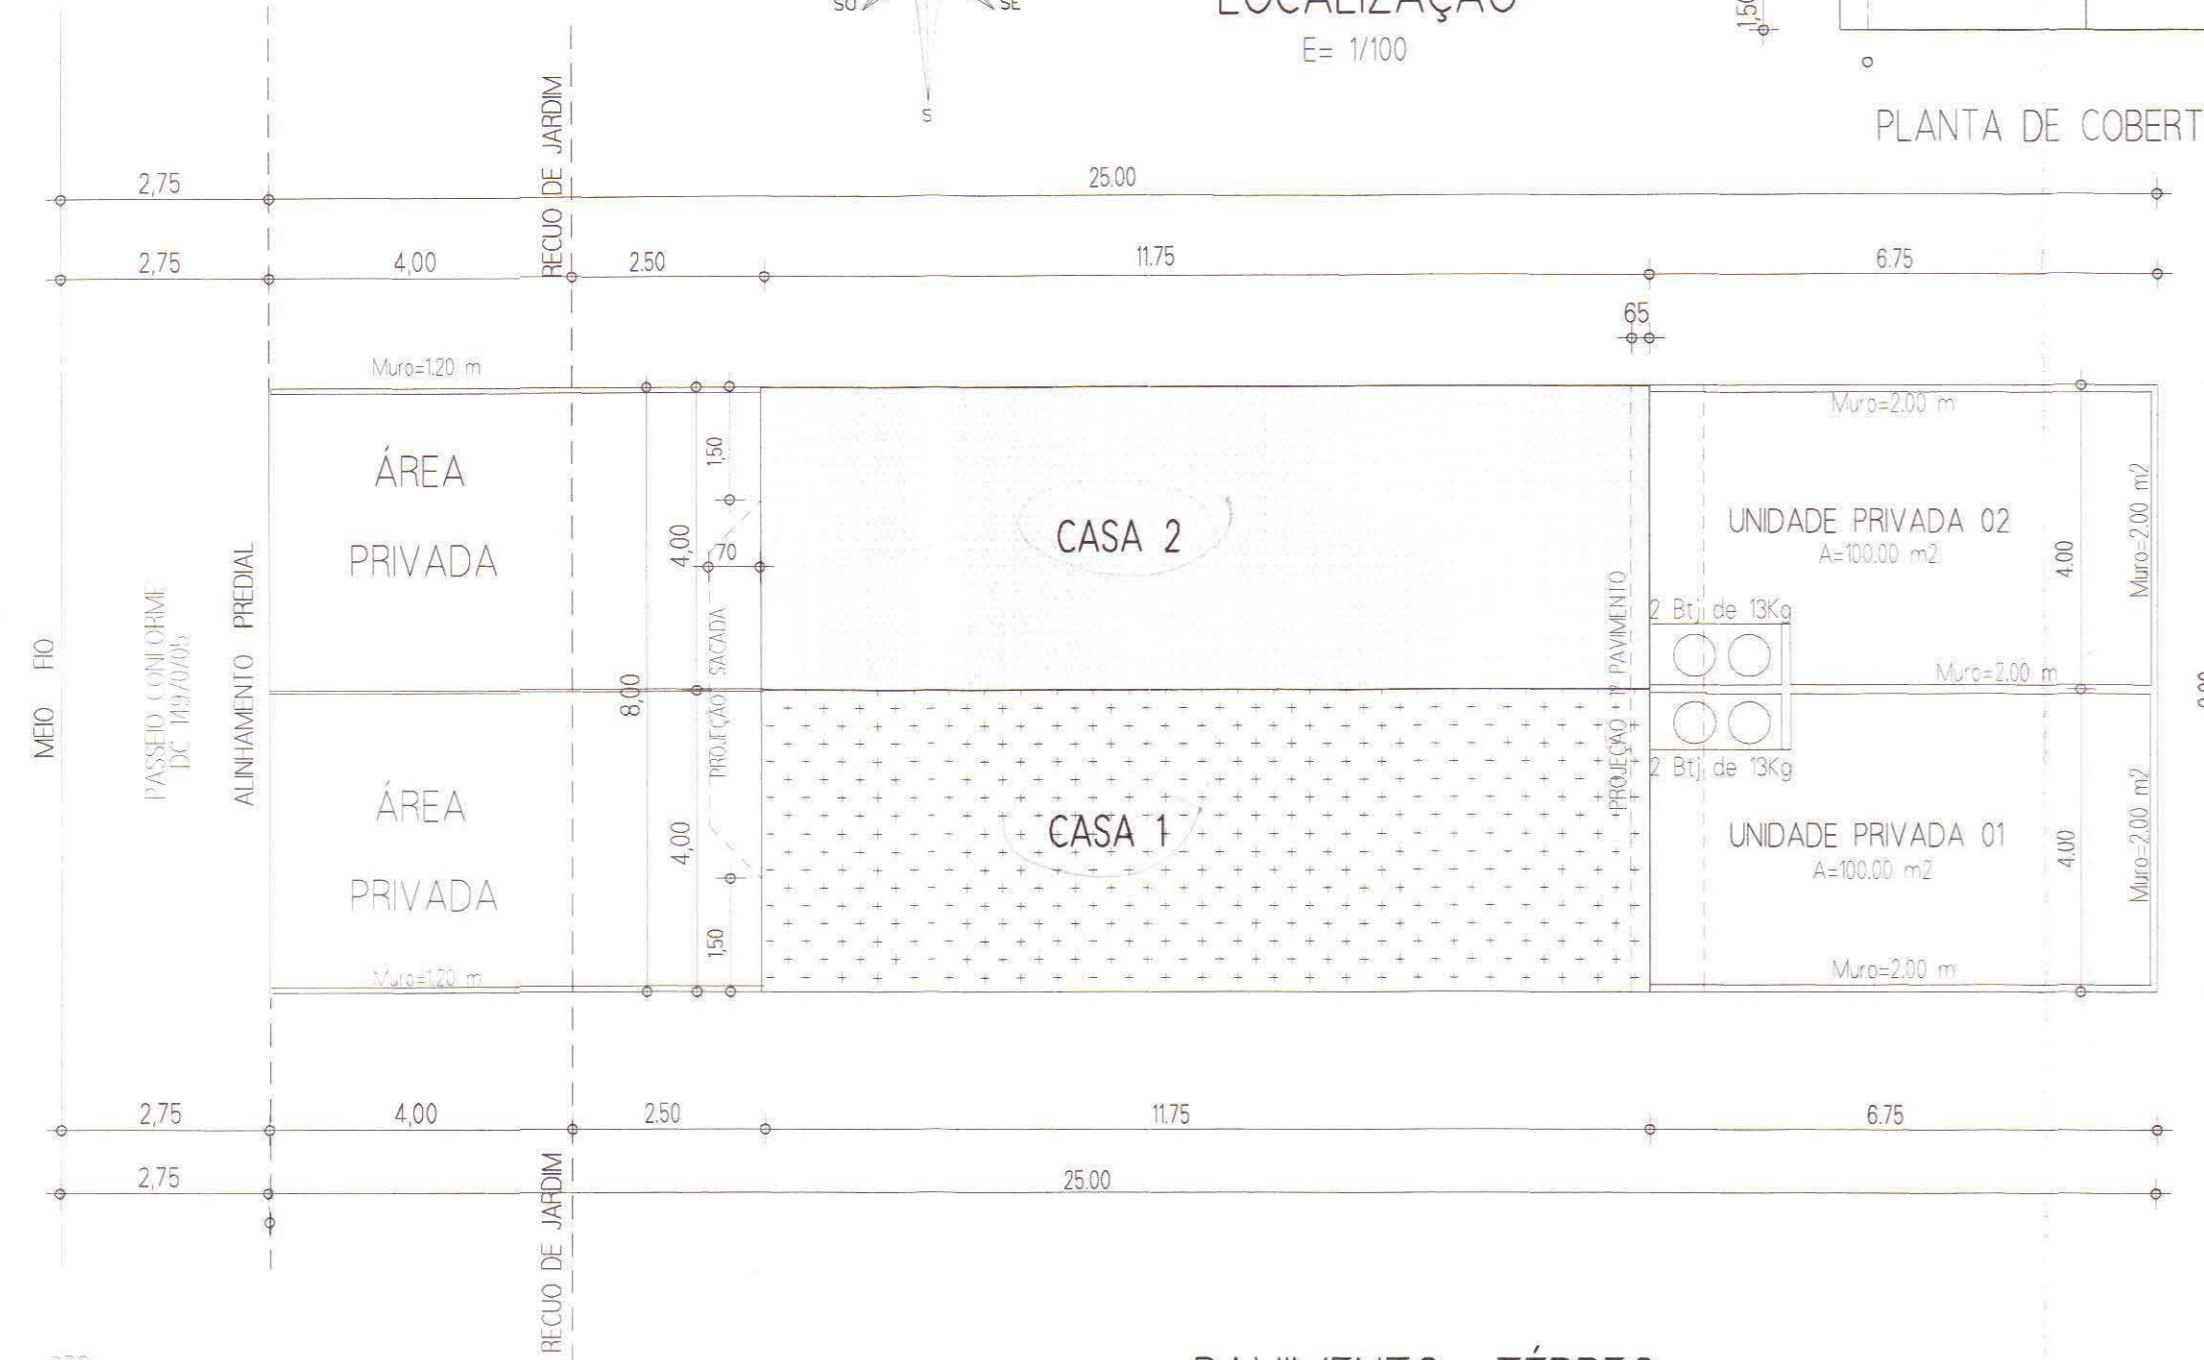 SO
SE
S
LOCALIZAÇÃO
E= 1/100
1,50
PLANTA DE COBERT
RECUO DE JARDIM
2,75
25.00
2,75
4,00
2.50
11.75
6.75
65
Muro=1.20 m
Muro=2.00 m
ÁREA
PRIVADA
1,50
4,00
70
CASA 2
UNIDADE PRIVADA 02
A=100.00 m2
4.00
Muro=2.00 m2
2 Btj de 13Kg
Muro=2.00 m
MEIO FIO
ALINHAMENTO PREDIAL
8,00
PROJEÇÃO SACADA
PROJEÇÃO 1º PAVIMENTO
2 Btj de 13Kg
ÁREA
PRIVADA
4,00
1,50
CASA 1
UNIDADE PRIVADA 01
A=100.00 m2
4.00
Muro=2.00 m2
Muro=1.20 m
Muro=2.00 m
2,75
4,00
2.50
11.75
6.75
2,75
25.00
RECUO DE JARDIM